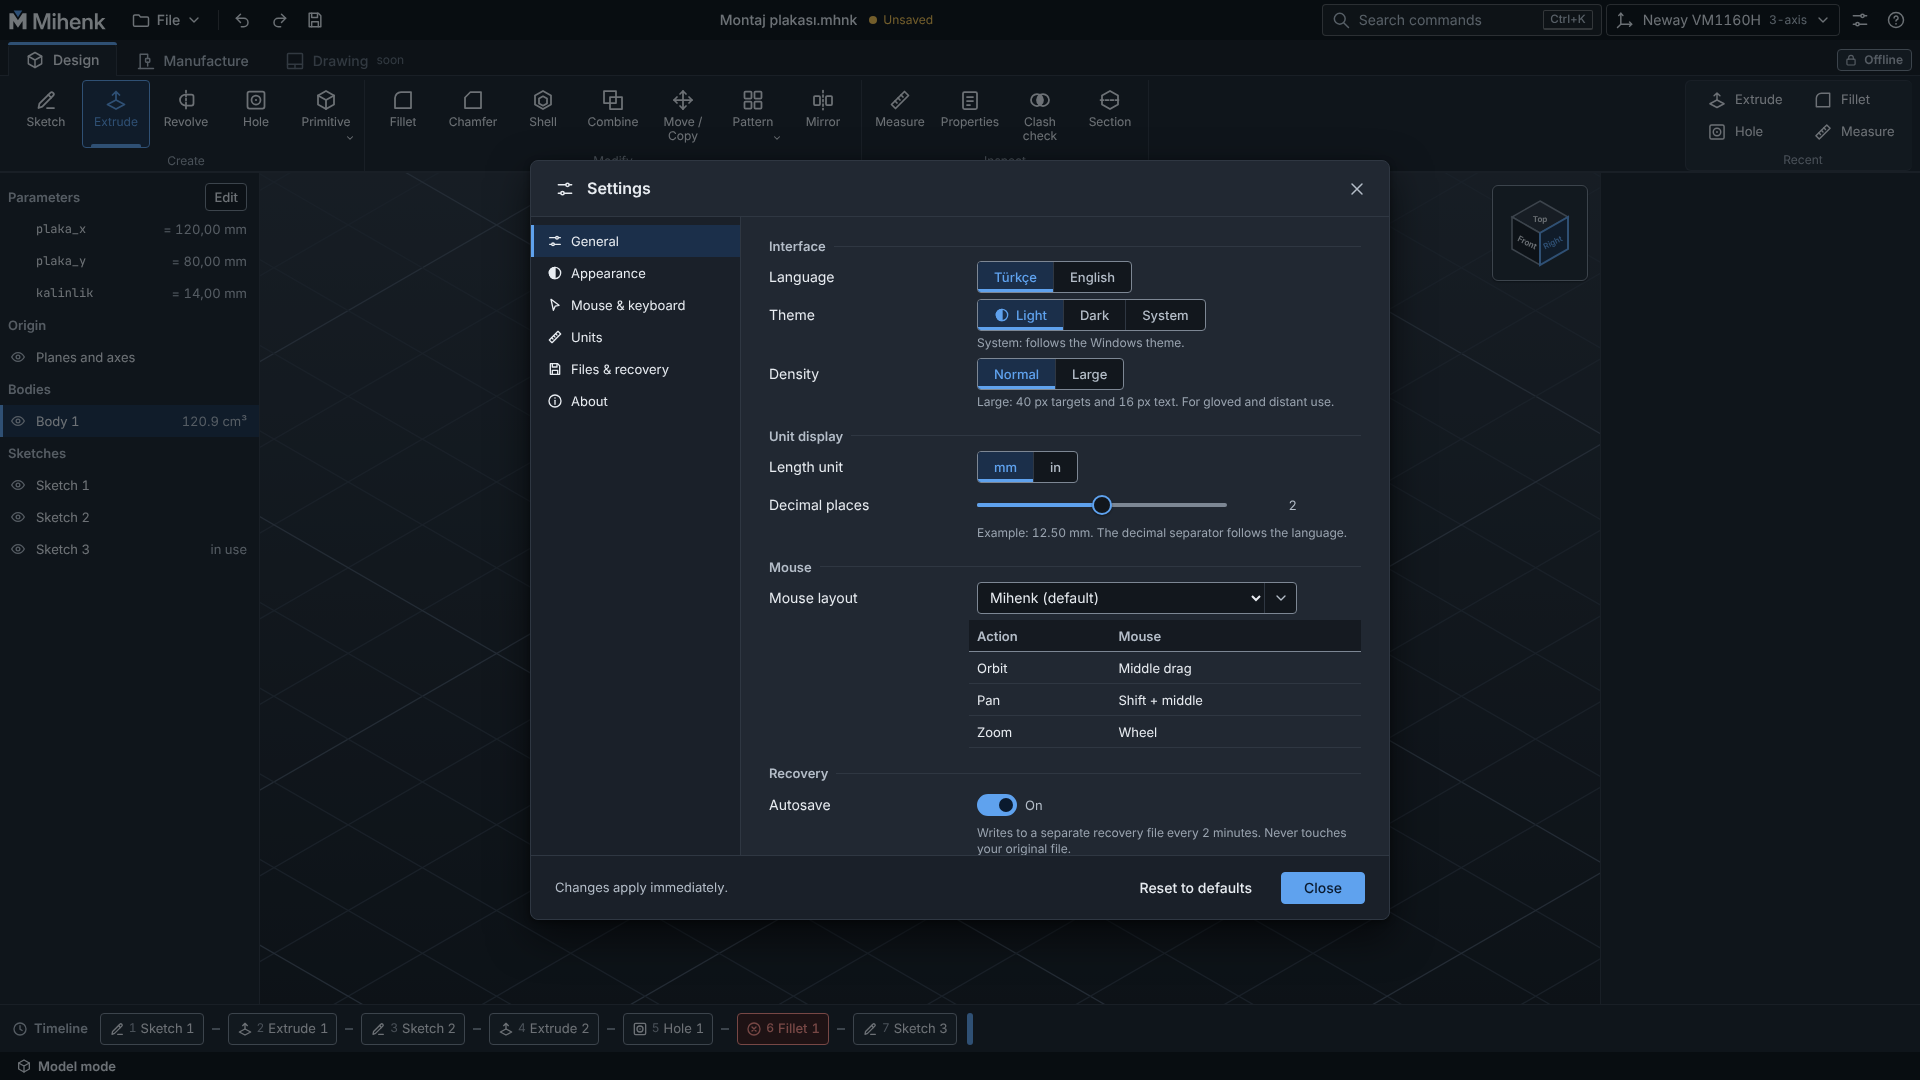 Mihenk
File
Montaj plakası.mhnk
Unsaved
Search commands
Ctrl+K
Neway VM1160H
3-axis
Design
Manufacture
Drawing
soon
Offline
Sketch
Extrude
Revolve
Hole
Primitive
Create
Fillet
Chamfer
Shell
Combine
Move /
Copy
Pattern
Mirror
Modify
Measure
Properties
Clash
check
Section
Inspect
Extrude
Fillet
Hole
Measure
Recent
Parameters
Edit
plaka_x
= 120,00 mm
plaka_y
= 80,00 mm
kalinlik
= 14,00 mm
Origin
Planes and axes
Bodies
Body 1
120.9 cm³
Sketches
Sketch 1
Sketch 2
Sketch 3
in use
Top
Front
Right
Settings
General
Appearance
Mouse & keyboard
Units
Files & recovery
About
Interface
Language
Türkçe
English
Theme
Light
Dark
System
System: follows the Windows theme.
Density
Normal
Large
Large: 40 px targets and 16 px text. For gloved and distant use.
Unit display
Length unit
mm
in
Decimal places
2
Example: 12.50 mm. The decimal separator follows the language.
Mouse
Mouse layout
Mihenk (default)
Action
Mouse
Orbit
Middle drag
Pan
Shift + middle
Zoom
Wheel
Recovery
Autosave
On
Writes to a separate recovery file every 2 minutes. Never touches
your original file.
Changes apply immediately.
Reset to defaults
Close
Timeline
1 Sketch 1
2 Extrude 1
3 Sketch 2
4 Extrude 2
5 Hole 1
6 Fillet 1
7 Sketch 3
Model mode